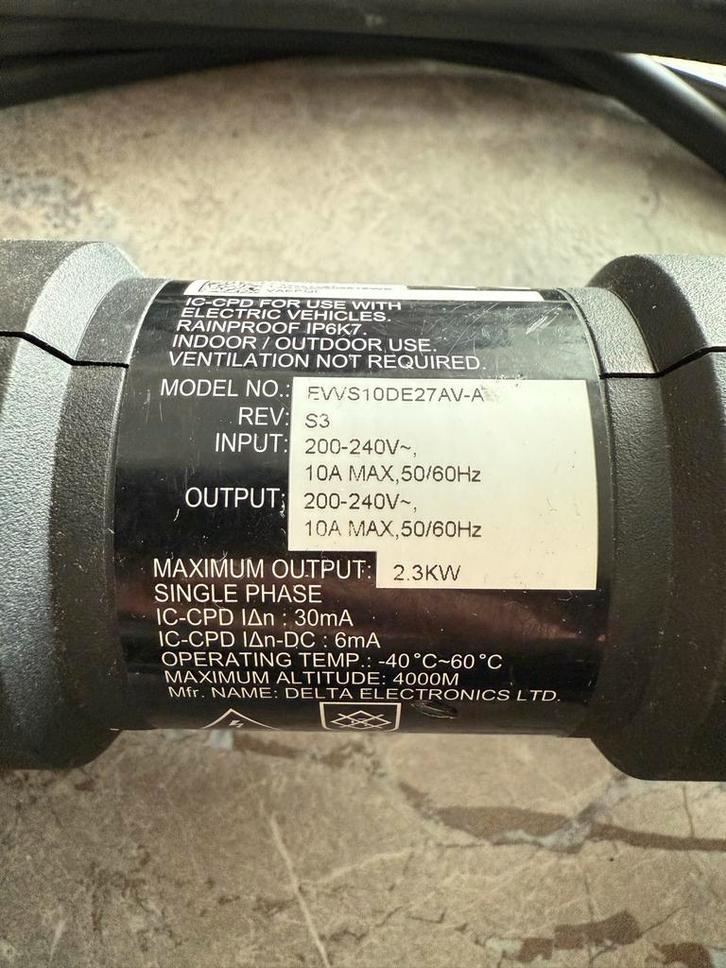 IC-CPD FOR USE WITH
ELECTRIC VEHICLES.
RAINPROOF IP6K7.
INDOOR / OUTDOOR USE.
VENTILATION NOT REQUIRED.
MODEL NO.: EVVS10DE27AV-A
REV: S3
INPUT: 200-240V~,
10A MAX,50/60Hz
OUTPUT: 200-240V~,
10A MAX,50/60Hz
MAXIMUM OUTPUT: 2.3KW
SINGLE PHASE
IC-CPD IΔn : 30mA
IC-CPD IΔn-DC : 6mA
OPERATING TEMP.: -40°C~60°C
MAXIMUM ALTITUDE: 4000M
Mfr. NAME: DELTA ELECTRONICS LTD.